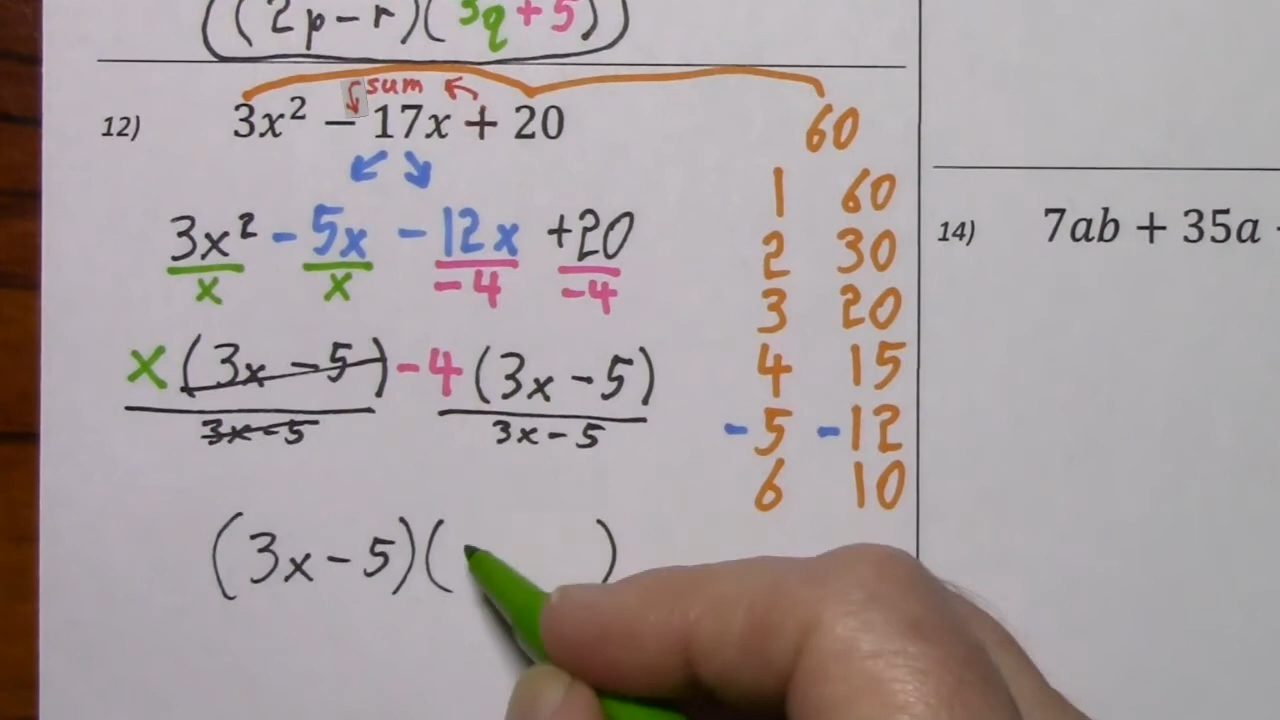 (2p-r)(3q+5)
sum
12) 3x² − 17x + 20 60
1 60
3x² - 5x - 12x +20
x x -4 -4
2 30
3 20
x(3x-5)-4(3x-5)
3x-5 3x-5
4 15
-5 -12
6 10
(3x-5)( )
14) 7ab + 35a